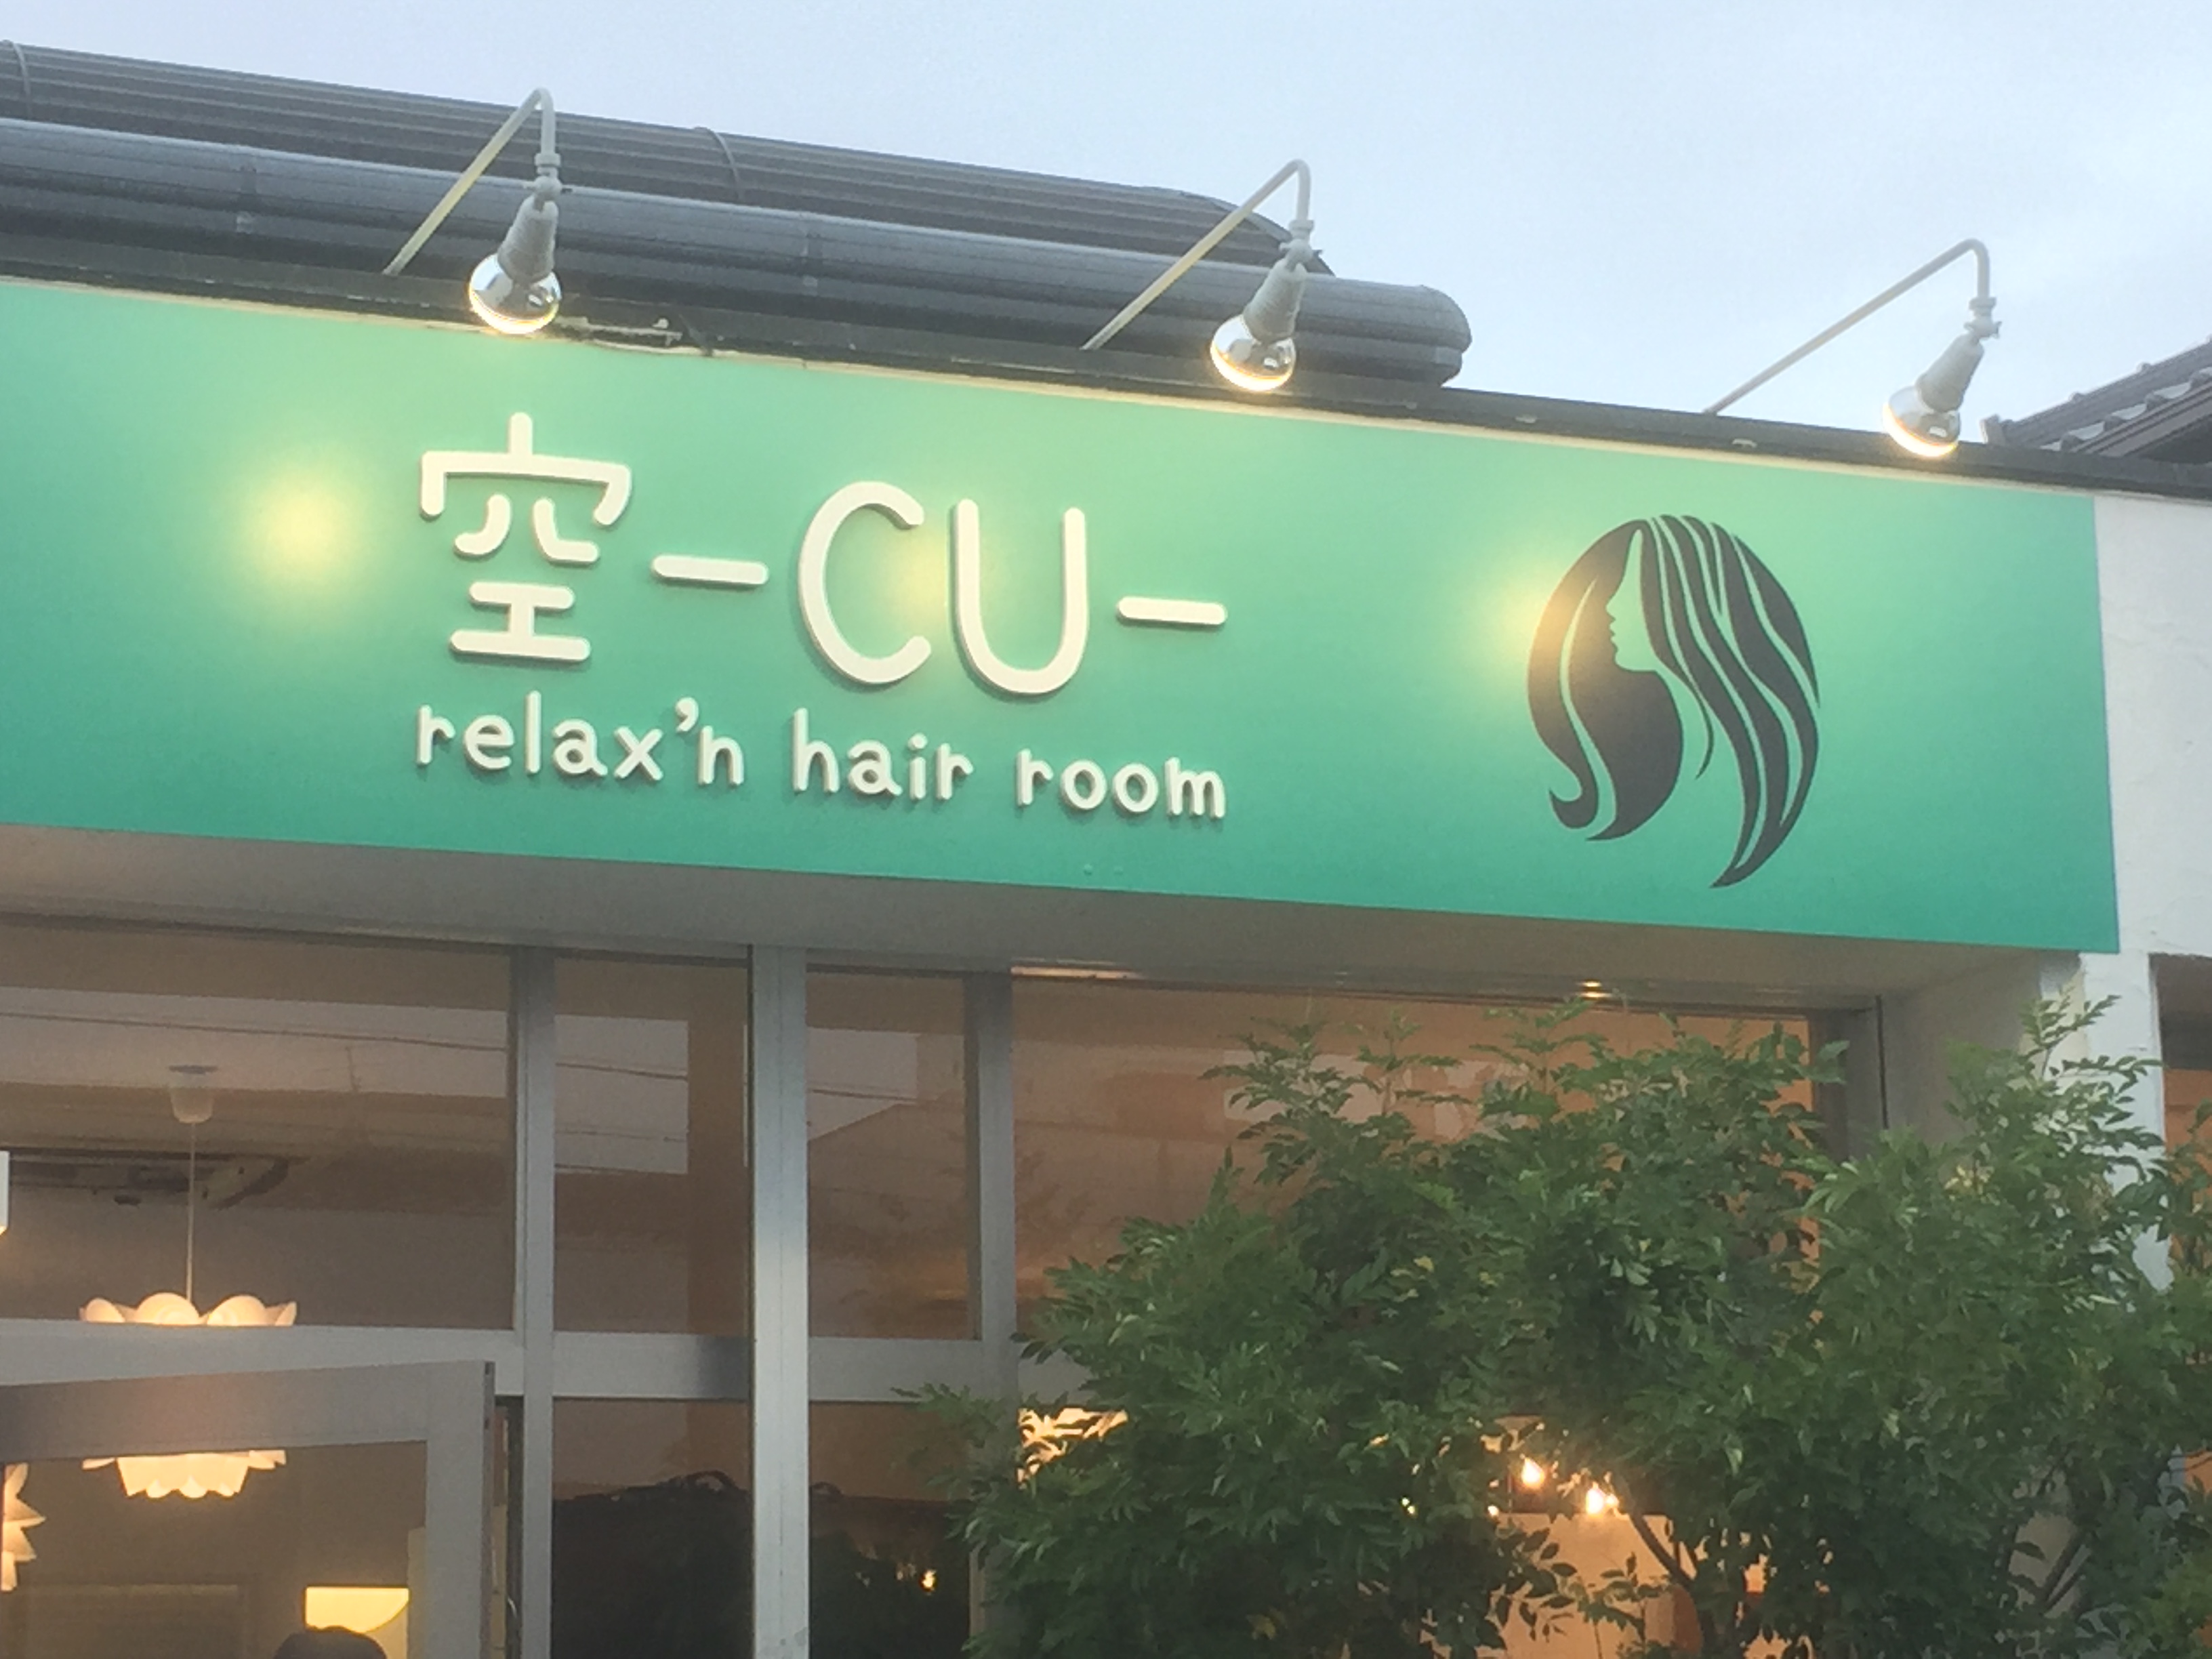 空-CU-
relax'n hair room